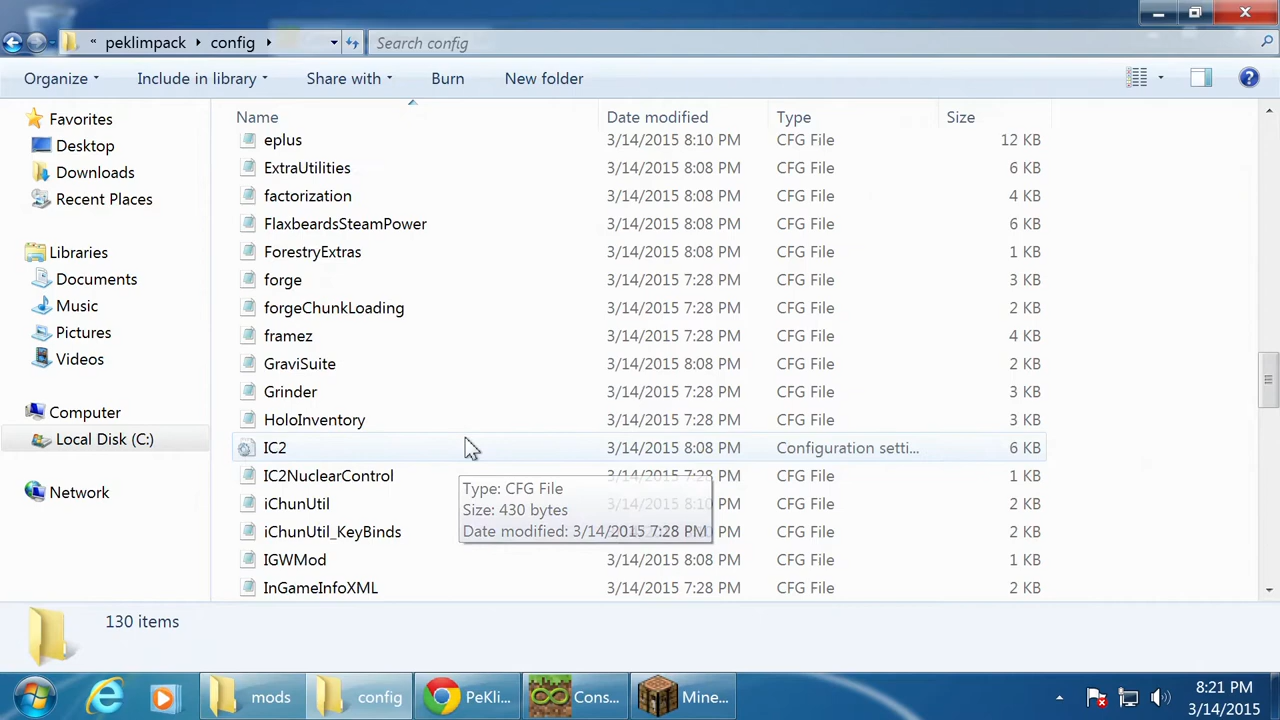 « peklimpack config Search config
Organize Include in library Share with Burn New folder
Name Date modified Type Size
Favorites
Desktop
Downloads
Recent Places
Libraries
Documents
Music
Pictures
Videos
Computer
Local Disk (C:)
Network
eplus 3/14/2015 8:10 PM CFG File 12 KB
ExtraUtilities 3/14/2015 8:08 PM CFG File 6 KB
factorization 3/14/2015 8:08 PM CFG File 4 KB
FlaxbeardsSteamPower 3/14/2015 8:08 PM CFG File 6 KB
ForestryExtras 3/14/2015 8:08 PM CFG File 1 KB
forge 3/14/2015 7:28 PM CFG File 3 KB
forgeChunkLoading 3/14/2015 7:28 PM CFG File 2 KB
framez 3/14/2015 7:28 PM CFG File 4 KB
GraviSuite 3/14/2015 7:28 PM CFG File 2 KB
Grinder 3/14/2015 7:28 PM CFG File 3 KB
HoloInventory 3/14/2015 7:28 PM CFG File 3 KB
IC2 3/14/2015 8:08 PM Configuration setti... 6 KB
IC2NuclearControl 3/14/2015 7:28 PM CFG File 1 KB
iChunUtil 8:10 PM CFG File 1 KB
iChunUtil_KeyBinds CFG File 1 KB
IGWMod 3/14/2015 8:08 PM CFG File 1 KB
InGameInfoXML 3/14/2015 7:28 PM CFG File 2 KB
Type: CFG File
Size: 430 bytes
Date modified: 3/14/2015 7:28 PM
130 items
mods config PeKli... Cons... Mine...
8:21 PM
3/14/2015